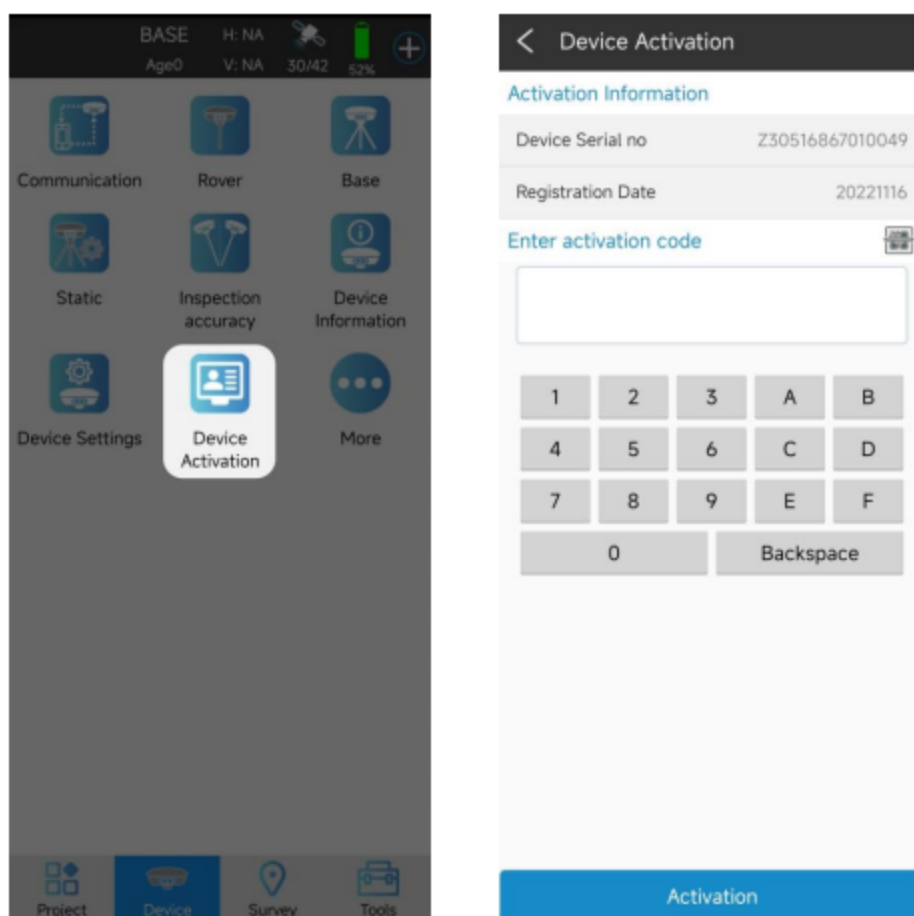 BASE H: NA
Age0 V: NA 30/42 52%
Communication Rover Base
Static Inspection accuracy Device Information
Device Settings Device Activation More
Project Device Survey Tools
Device Activation
Activation Information
Device Serial no Z30516867010049
Registration Date 20221116
Enter activation code
1 2 3 A B
4 5 6 C D
7 8 9 E F
0 Backspace
Activation